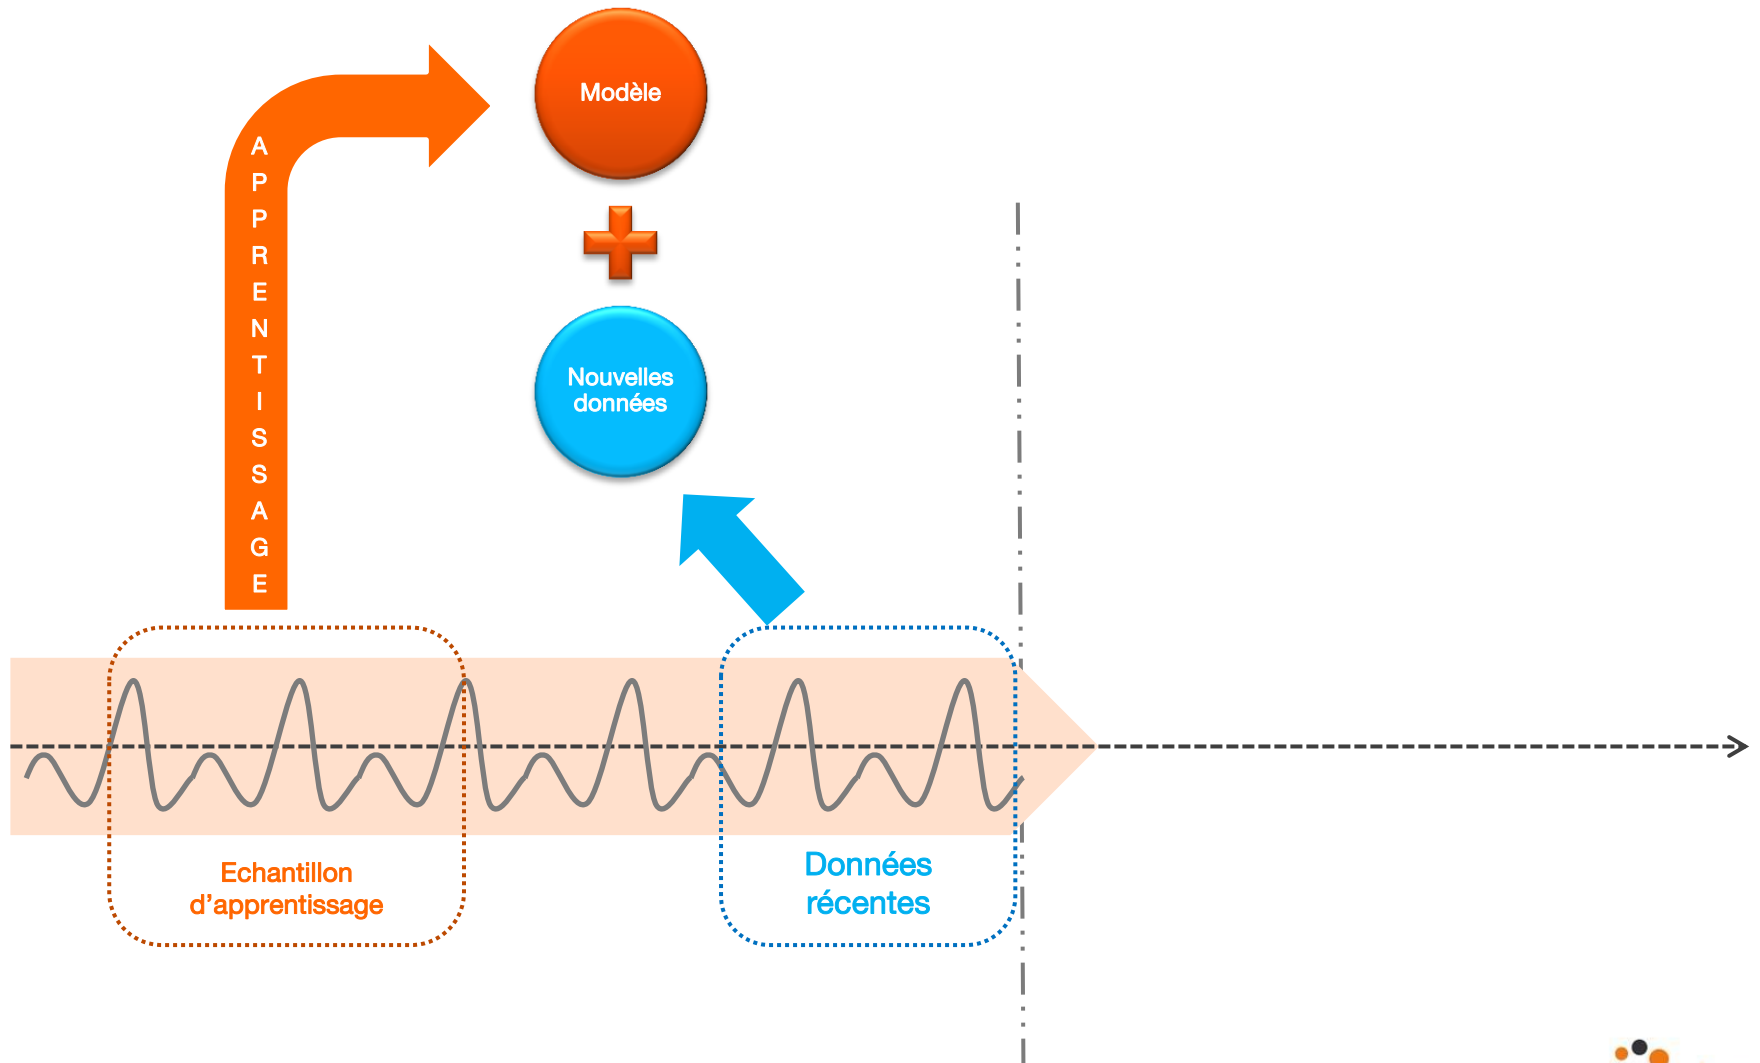 Modèle
APPRENTISSAGE
Nouvelles
données
Echantillon
d’apprentissage
Données
récentes